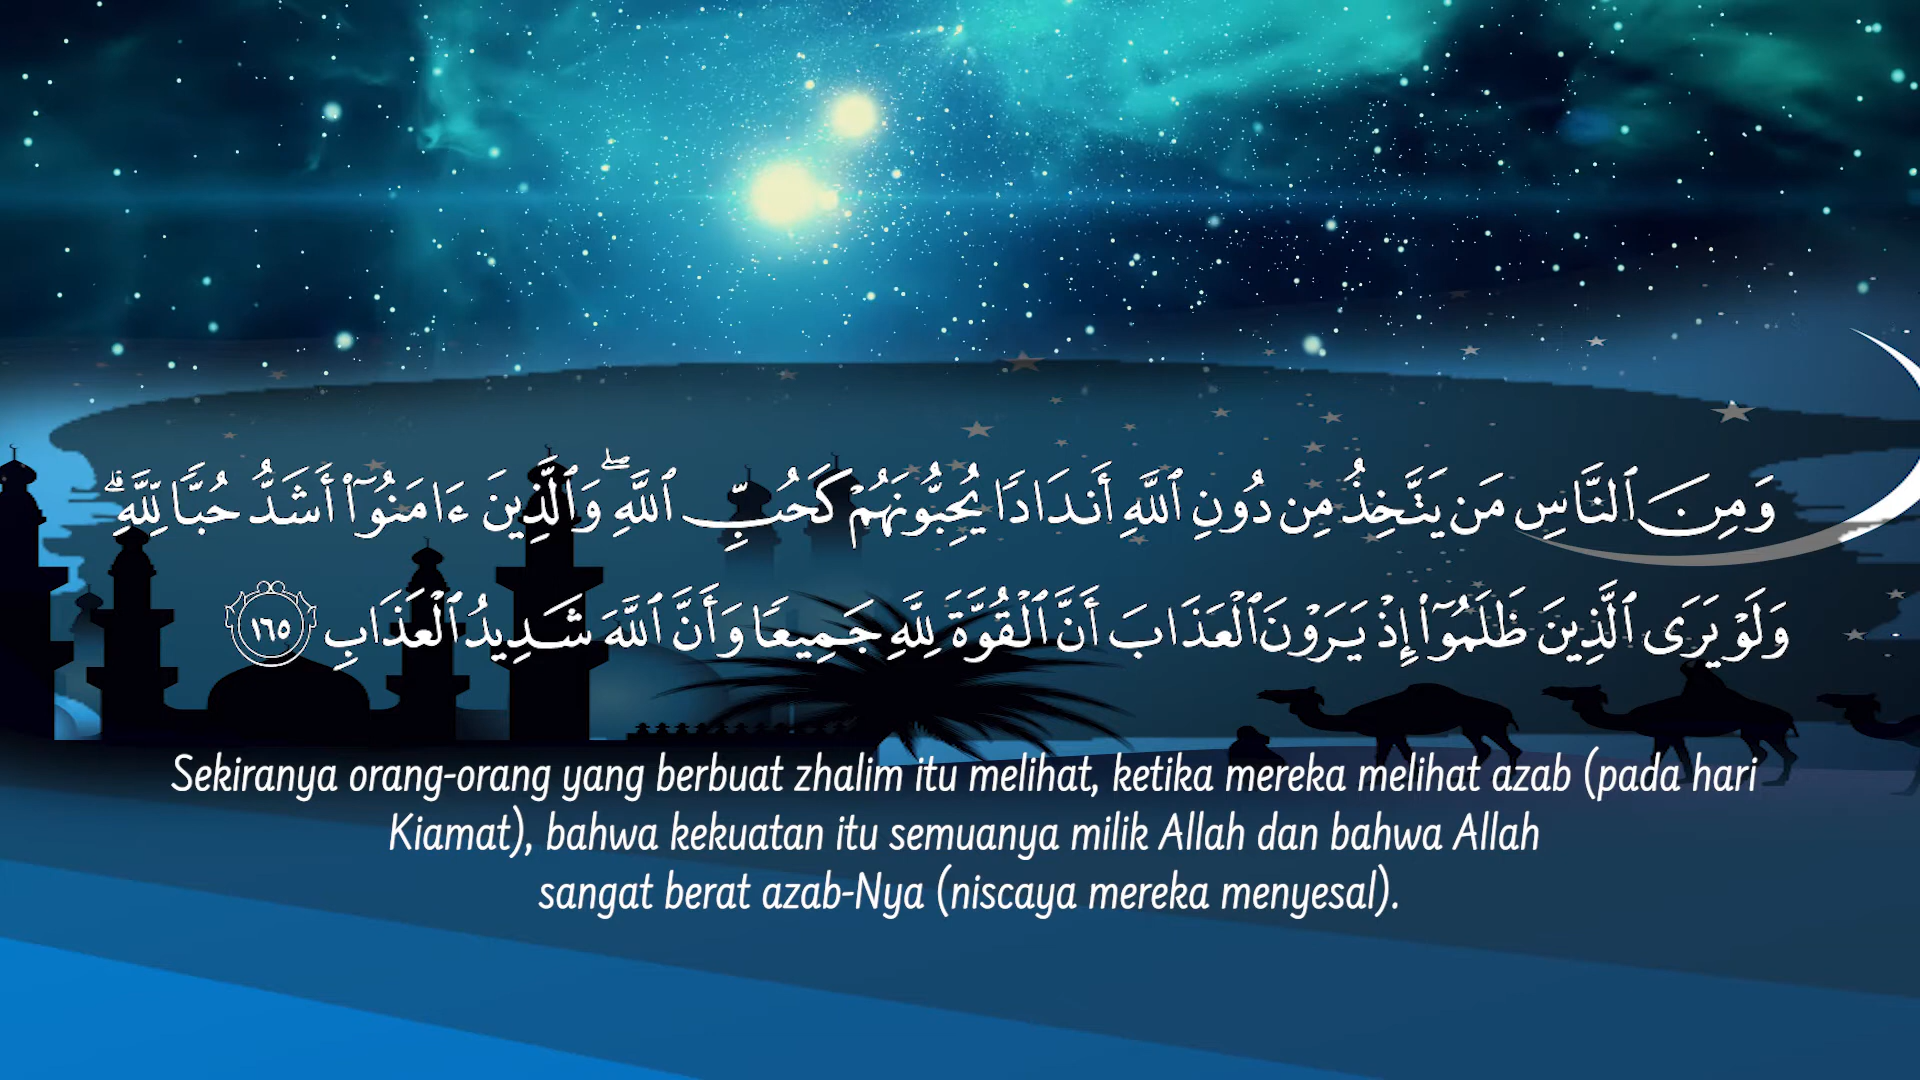 وَمِنَ ٱلنَّاسِ مَن يَتَّخِذُ مِن دُونِ ٱللَّهِ أَندَادًا يُحِبُّونَهُمْ كَحُبِّ ٱللَّهِ ۖ وَٱلَّذِينَ ءَامَنُوٓا۟ أَشَدُّ حُبًّا لِّلَّهِ ۗ
وَلَوْ يَرَى ٱلَّذِينَ ظَلَمُوٓا۟ إِذْ يَرَوْنَ ٱلْعَذَابَ أَنَّ ٱلْقُوَّةَ لِلَّهِ جَمِيعًا وَأَنَّ ٱللَّهَ شَدِيدُ ٱلْعَذَابِ ١٦٥
Sekiranya orang-orang yang berbuat zhalim itu melihat, ketika mereka melihat azab (pada hari
Kiamat), bahwa kekuatan itu semuanya milik Allah dan bahwa Allah
sangat berat azab-Nya (niscaya mereka menyesal).